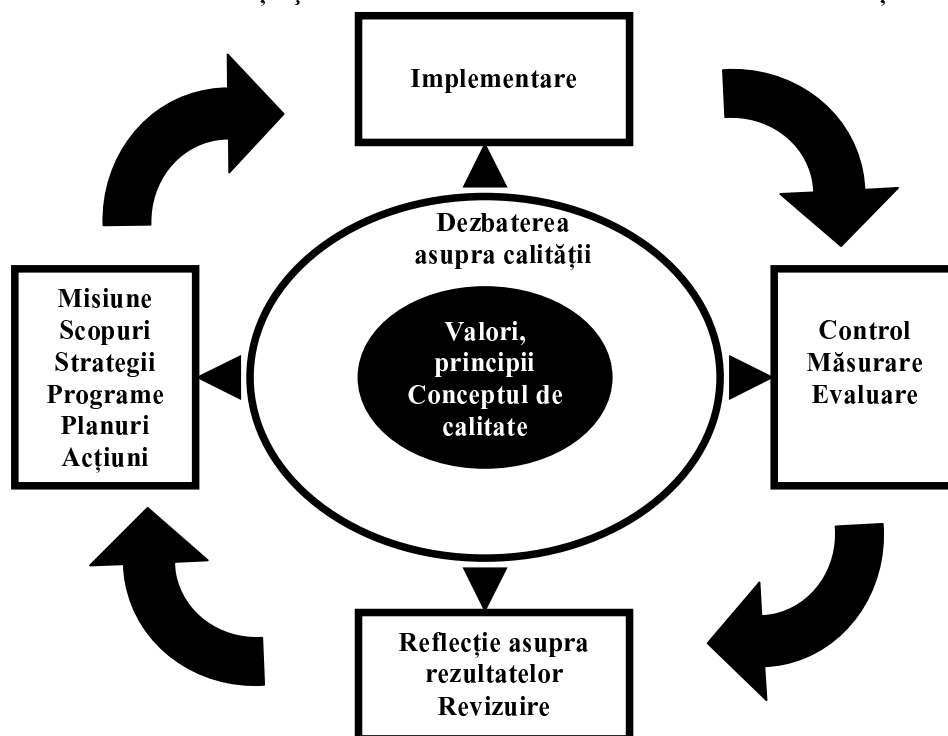 Implementare
Dezbaterea
asupra calității
Misiune
Scopuri
Strategii
Programe
Planuri
Acțiuni
Valori,
principii
Conceptul de
calitate
Control
Măsurare
Evaluare
Reflecție asupra
rezultatelor
Revizuire